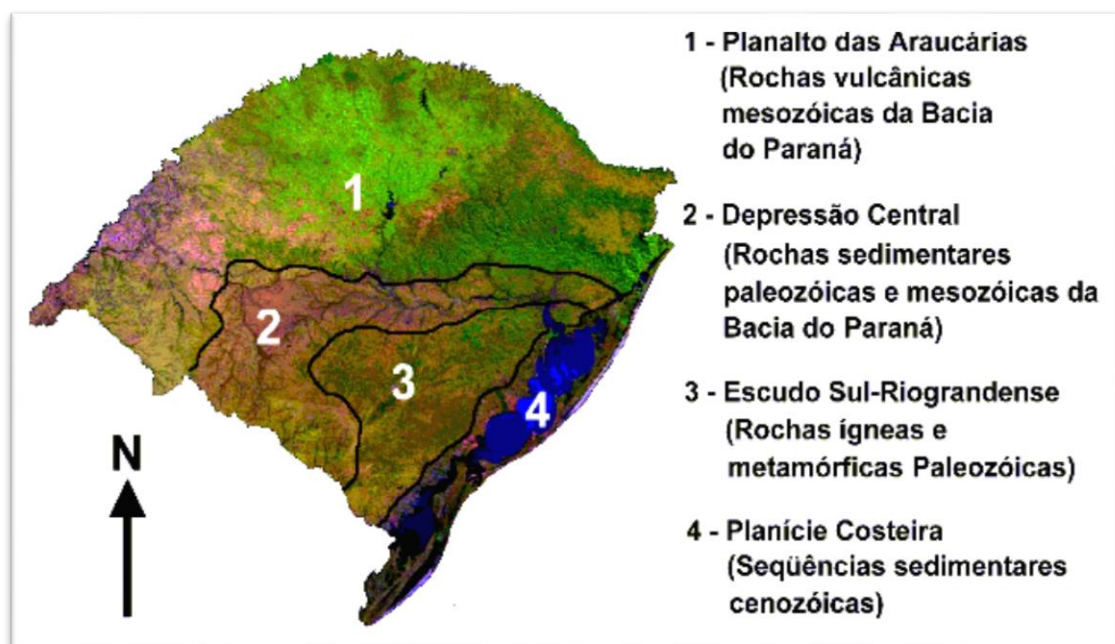 1 - Planalto das Araucárias
(Rochas vulcânicas
mesozóicas da Bacia
do Paraná)
2 - Depressão Central
(Rochas sedimentares
paleozóicas e mesozóicas da
Bacia do Paraná)
3 - Escudo Sul-Riograndense
(Rochas ígneas e
metamórficas Paleozóicas)
4 - Planície Costeira
(Seqüências sedimentares
cenozóicas)
1
2
3
4
N